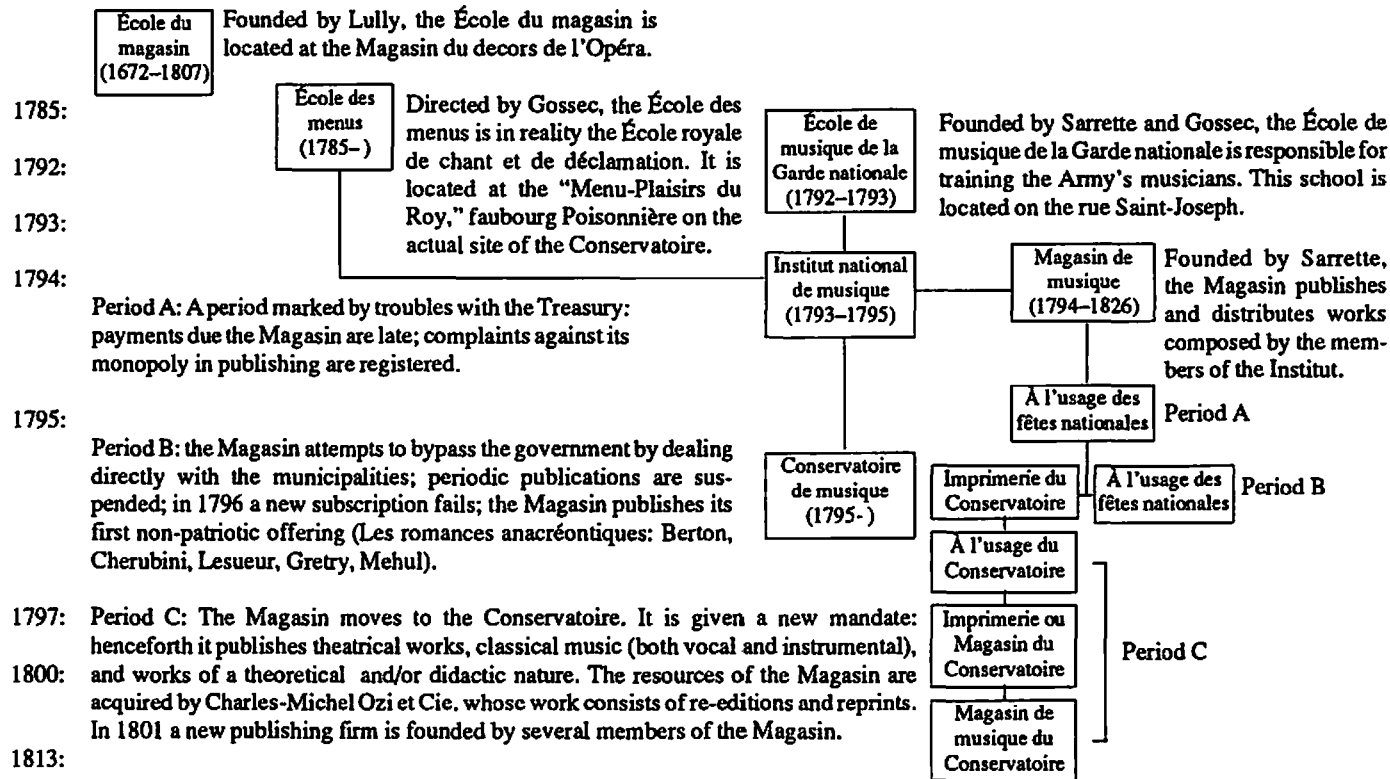 École du
magasin
(1672–1807)
Founded by Lully, the École du magasin is
located at the Magasin du decors de l'Opéra.
1785:
1792:
1793:
1794:
École des
menus
(1785– )
Directed by Gossec, the École des
menus is in reality the École royale
de chant et de déclamation. It is
located at the "Menu-Plaisirs du
Roy," faubourg Poisonnière on the
actual site of the Conservatoire.
École de
musique de la
Garde nationale
(1792–1793)
Founded by Sarrette and Gossec, the École de
musique de la Garde nationale is responsible for
training the Army's musicians. This school is
located on the rue Saint-Joseph.
Institut national
de musique
(1793–1795)
Magasin de
musique
(1794–1826)
Founded by Sarrette,
the Magasin publishes
and distributes works
composed by the mem-
bers of the Institut.
Period A: A period marked by troubles with the Treasury:
payments due the Magasin are late; complaints against its
monopoly in publishing are registered.
À l'usage des
fêtes nationales
Period A
1795:
Period B: the Magasin attempts to bypass the government by dealing
directly with the municipalities; periodic publications are sus-
pended; in 1796 a new subscription fails; the Magasin publishes its
first non-patriotic offering (Les romances anacréontiques: Berton,
Cherubini, Lesueur, Gretry, Mehul).
Conservatoire
de musique
(1795- )
Imprimerie du
Conservatoire
À l'usage des
fêtes nationales
Period B
À l'usage du
Conservatoire
1797:
1800:
1813:
Period C: The Magasin moves to the Conservatoire. It is given a new mandate:
henceforth it publishes theatrical works, classical music (both vocal and instrumental),
and works of a theoretical and/or didactic nature. The resources of the Magasin are
acquired by Charles-Michel Ozi et Cie. whose work consists of re-editions and reprints.
In 1801 a new publishing firm is founded by several members of the Magasin.
Imprimerie ou
Magasin du
Conservatoire
Period C
Magasin de
musique du
Conservatoire